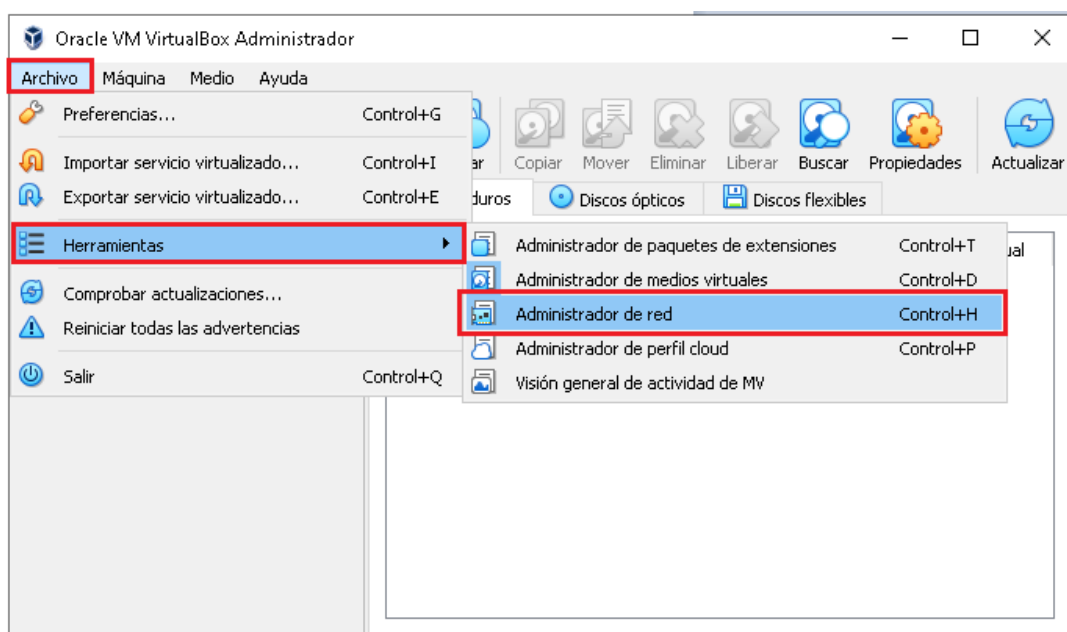 Oracle VM VirtualBox Administrador
Archivo Máquina Medio Ayuda
Preferencias... Control+G
Importar servicio virtualizado... Control+I
Exportar servicio virtualizado... Control+E
ar Copiar Mover Eliminar Liberar Buscar Propiedades Actualizar
duros Discos ópticos Discos flexibles
Herramientas
Administrador de paquetes de extensiones Control+T
ual
Administrador de medios virtuales Control+D
Administrador de red Control+H
Administrador de perfil cloud Control+P
Visión general de actividad de MV
Comprobar actualizaciones...
Reiniciar todas las advertencias
Salir Control+Q